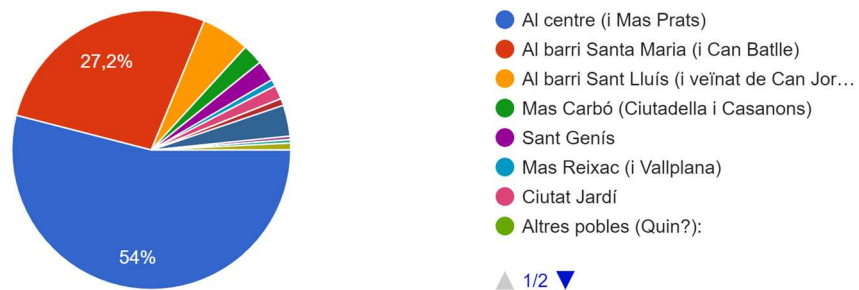 27,2%
54%
Al centre (i Mas Prats)
Al barri Santa Maria (i Can Batlle)
Al barri Sant Lluís (i veïnat de Can Jor…
Mas Carbó (Ciutadella i Casanons)
Sant Genís
Mas Reixac (i Vallplana)
Ciutat Jardí
Altres pobles (Quin?):
1/2